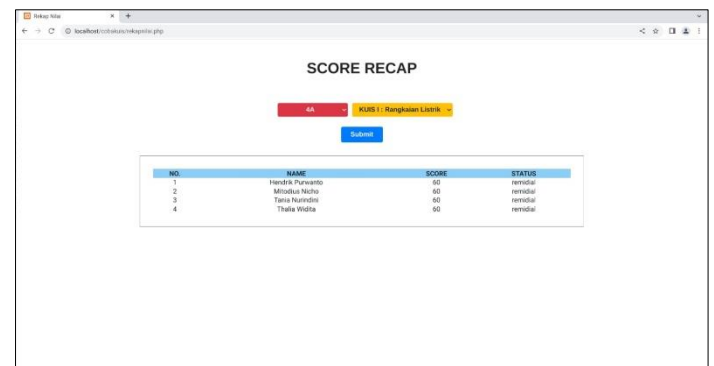 Rekap Nilai
localhost/cobakuis/rekapnilai.php
SCORE RECAP
4A KUIS I : Rangkaian Listrik
Submit
NO. NAME SCORE STATUS
1 Hendrik Purwanto 60 remidial
2 Mitodius Nicho 60 remidial
3 Tania Nurindini 60 remidial
4 Thalia Widita 60 remidial